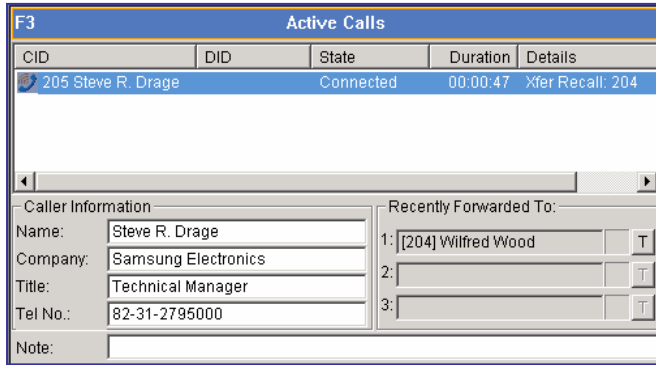 F3 Active Calls
CID DID State Duration Details
205 Steve R. Drage Connected 00:00:47 Xfer Recall: 204
Caller Information
Name: Steve R. Drage
Company: Samsung Electronics
Title: Technical Manager
Tel No.: 82-31-2795000
Recently Forwarded To:
1: [204] Wilfred Wood T
2: T
3: T
Note: